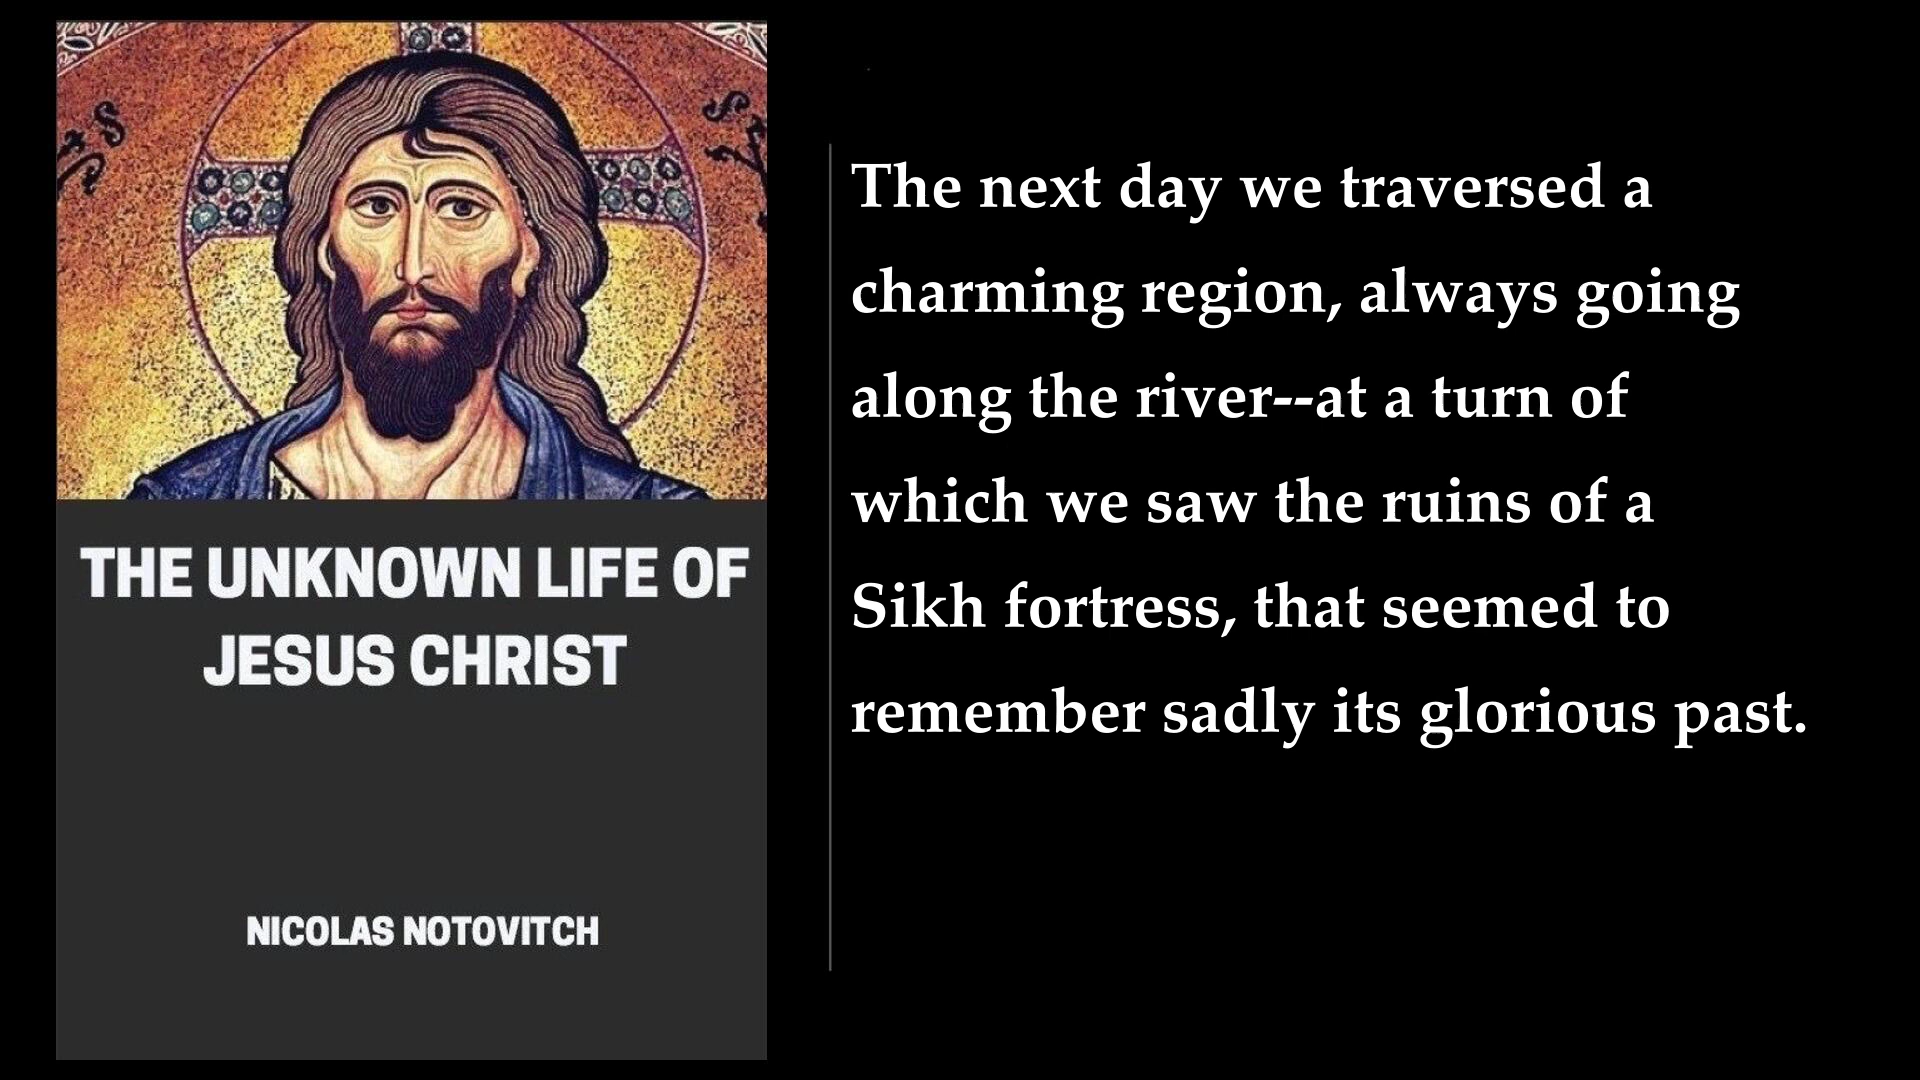 THE UNKNOWN LIFE OF
JESUS CHRIST
NICOLAS NOTOVITCH
The next day we traversed a
charming region, always going
along the river--at a turn of
which we saw the ruins of a
Sikh fortress, that seemed to
remember sadly its glorious past.